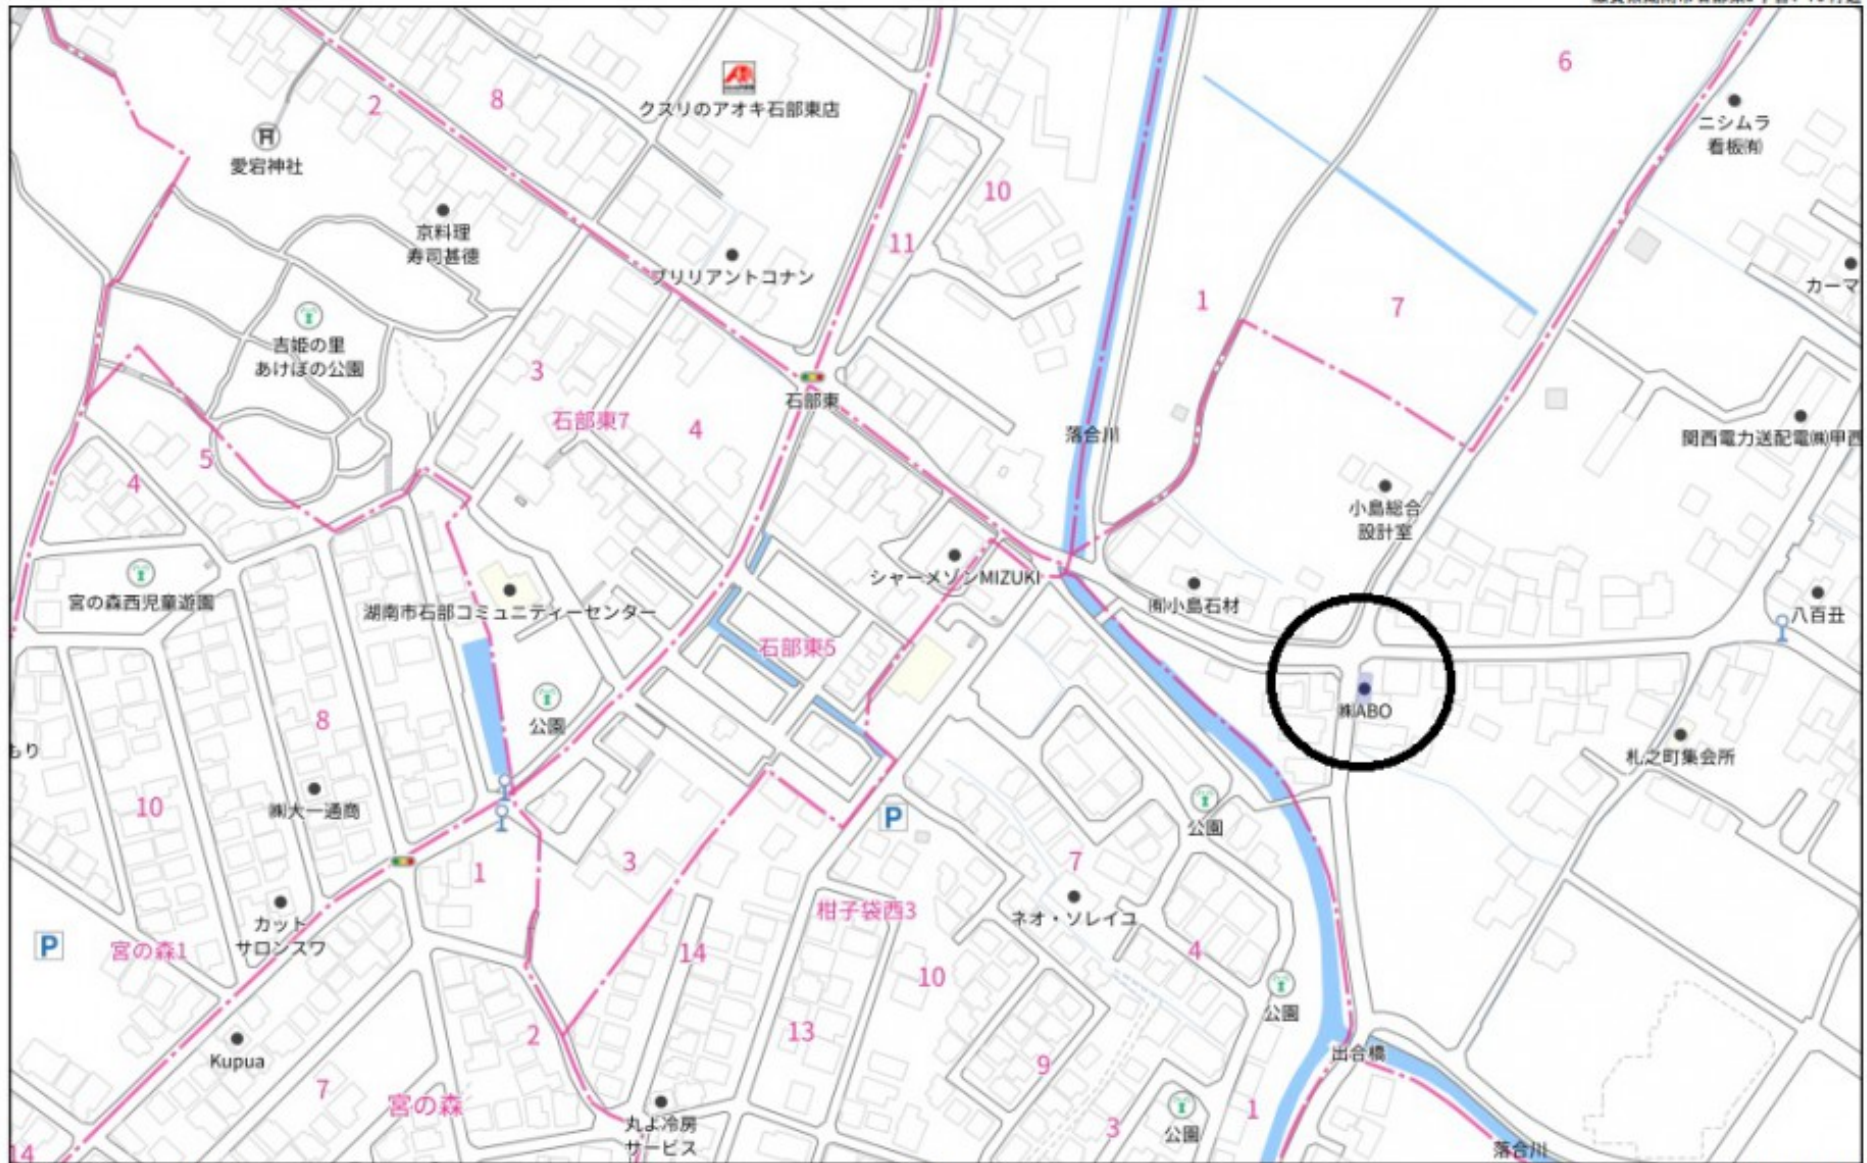 6
2
8
クスリのアオキ石部東店
ニシムラ
看板㈲
愛宕神社
10
京料理
寿司甚徳
11
ブリリアントコナン
カーマ
1
7
吉姫の里
あけぼの公園
3
石部東
石部東7
4
落合川
関西電力送配電㈱甲西
5
4
小島総合
設計室
シャーメゾンMIZUKI
宮の森西児童遊園
湖南市石部コミュニティーセンター
㈲小島石材
八百丑
石部東5
8
公園
㈱ABO
もり
札之町集会所
10
㈱大一通商
P
公園
1
3
7
カット
サロンスワ
柑子袋西3
ネオ・ソレイユ
P
宮の森1
14
10
4
公園
2
13
出合橋
Kupua
9
7
宮の森
丸よ冷房
サービス
3
公園
1
14
落合川